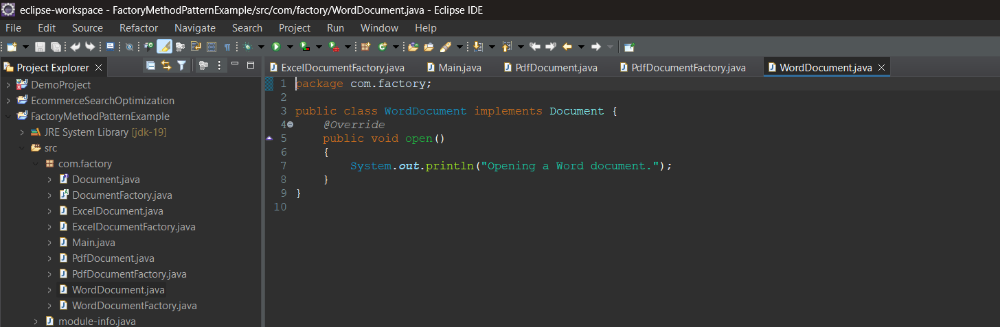 eclipse-workspace - FactoryMethodPatternExample/src/com/factory/WordDocument.java - Eclipse IDE
File Edit Source Refactor Navigate Search Project Run Window Help
Project Explorer
DemoProject
EcommerceSearchOptimization
FactoryMethodPatternExample
JRE System Library [jdk-19]
src
com.factory
Document.java
DocumentFactory.java
ExcelDocument.java
ExcelDocumentFactory.java
Main.java
PdfDocument.java
PdfDocumentFactory.java
WordDocument.java
WordDocumentFactory.java
module-info.java
ExcelDocumentFactory.java Main.java PdfDocument.java PdfDocumentFactory.java WordDocument.java
1 package com.factory;
2
3 public class WordDocument implements Document {
4 @Override
5 public void open()
6 {
7 System.out.println("Opening a Word document.");
8 }
9 }
10